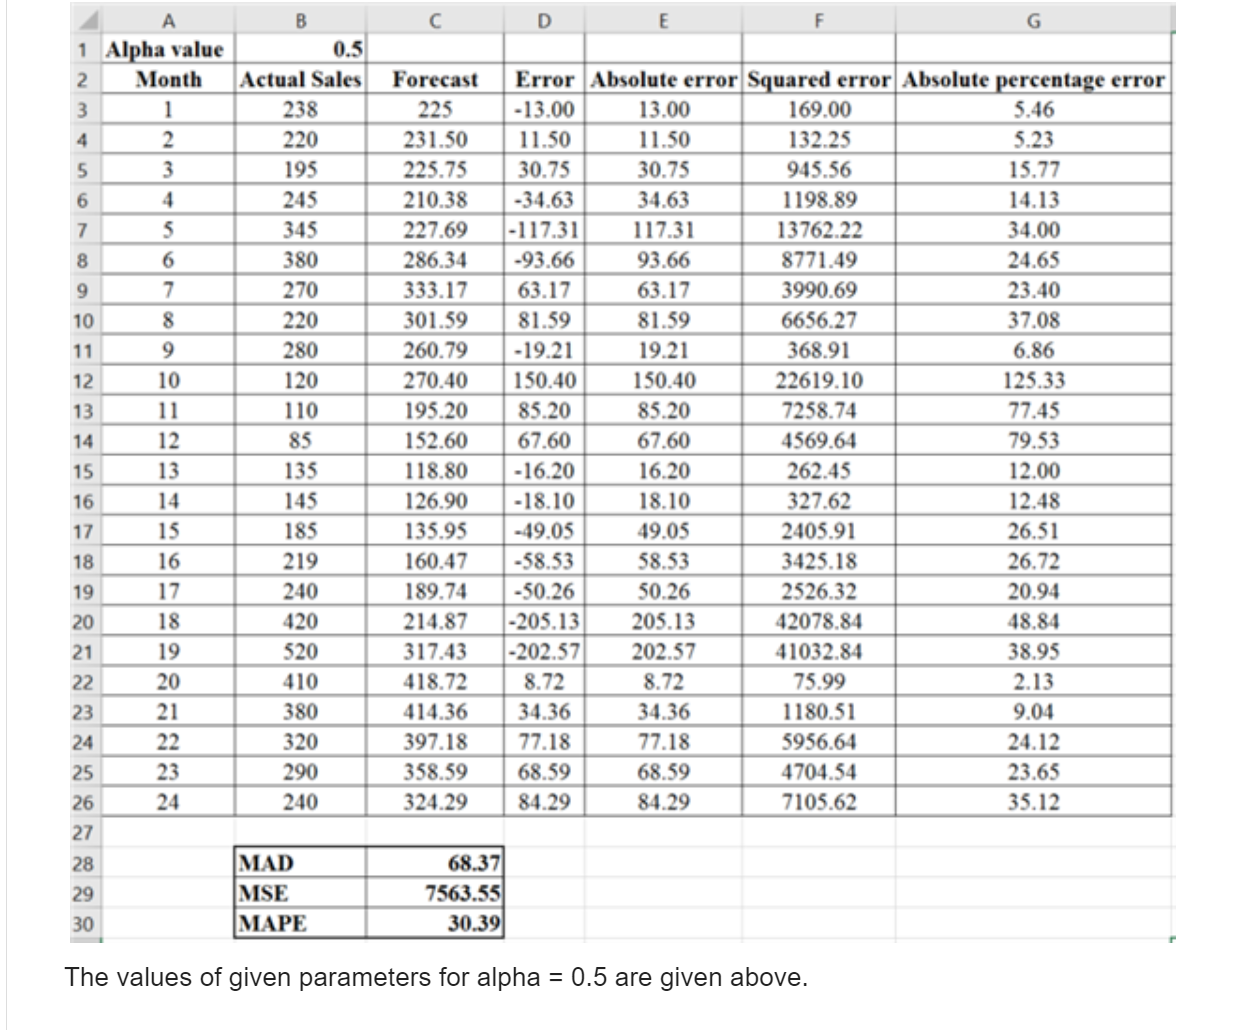 A B C D E F G
1 Alpha value 0.5
2 Month Actual Sales Forecast Error Absolute error Squared error Absolute percentage error
3 1 238 225 -13.00 13.00 169.00 5.46
4 2 220 231.50 11.50 11.50 132.25 5.23
5 3 195 225.75 30.75 30.75 945.56 15.77
6 4 245 210.38 -34.63 34.63 1198.89 14.13
7 5 345 227.69 -117.31 117.31 13762.22 34.00
8 6 380 286.34 -93.66 93.66 8771.49 24.65
9 7 270 333.17 63.17 63.17 3990.69 23.40
10 8 220 301.59 81.59 81.59 6656.27 37.08
11 9 280 260.79 -19.21 19.21 368.91 6.86
12 10 120 270.40 150.40 150.40 22619.10 125.33
13 11 110 195.20 85.20 85.20 7258.74 77.45
14 12 85 152.60 67.60 67.60 4569.64 79.53
15 13 135 118.80 -16.20 16.20 262.45 12.00
16 14 145 126.90 -18.10 18.10 327.62 12.48
17 15 185 135.95 -49.05 49.05 2405.91 26.51
18 16 219 160.47 -58.53 58.53 3425.18 26.72
19 17 240 189.74 -50.26 50.26 2526.32 20.94
20 18 420 214.87 -205.13 205.13 42078.84 48.84
21 19 520 317.43 -202.57 202.57 41032.84 38.95
22 20 410 418.72 8.72 8.72 75.99 2.13
23 21 380 414.36 34.36 34.36 1180.51 9.04
24 22 320 397.18 77.18 77.18 5956.64 24.12
25 23 290 358.59 68.59 68.59 4704.54 23.65
26 24 240 324.29 84.29 84.29 7105.62 35.12
27
28 MAD 68.37
29 MSE 7563.55
30 MAPE 30.39
The values of given parameters for alpha = 0.5 are given above.